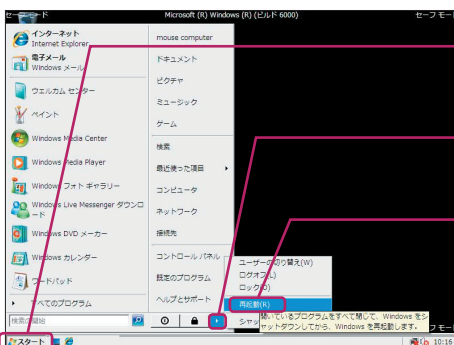 セーフモード
Microsoft (R) Windows (R) (ビルド 6000)
セーフ モー
インターネット
Internet Explorer
電子メール
Windows メール
ウエルカム センター
ペイント
Windows Media Center
Windows Media Player
Windows フォト ギャラリー
Windows Live Messenger ダウンロ
ード
Windows DVD メーカー
Windows カレンダー
ワードパッド
すべてのプログラム
検索の開始
mouse computer
ドキュメント
ピクチャ
ミュージック
ゲーム
検索
最近使った項目
コンピュータ
ネットワーク
接続先
コントロール パネル
既定のプログラム
ヘルプとサポート
ユーザーの切り替え(W)
ログオフ(L)
ロック(O)
再起動(R)
シャッ
開いているプログラムをすべて閉じて、Windows をシ
ャットダウンしてから、Windows を再起動します。
フ モー
スタート
10:16